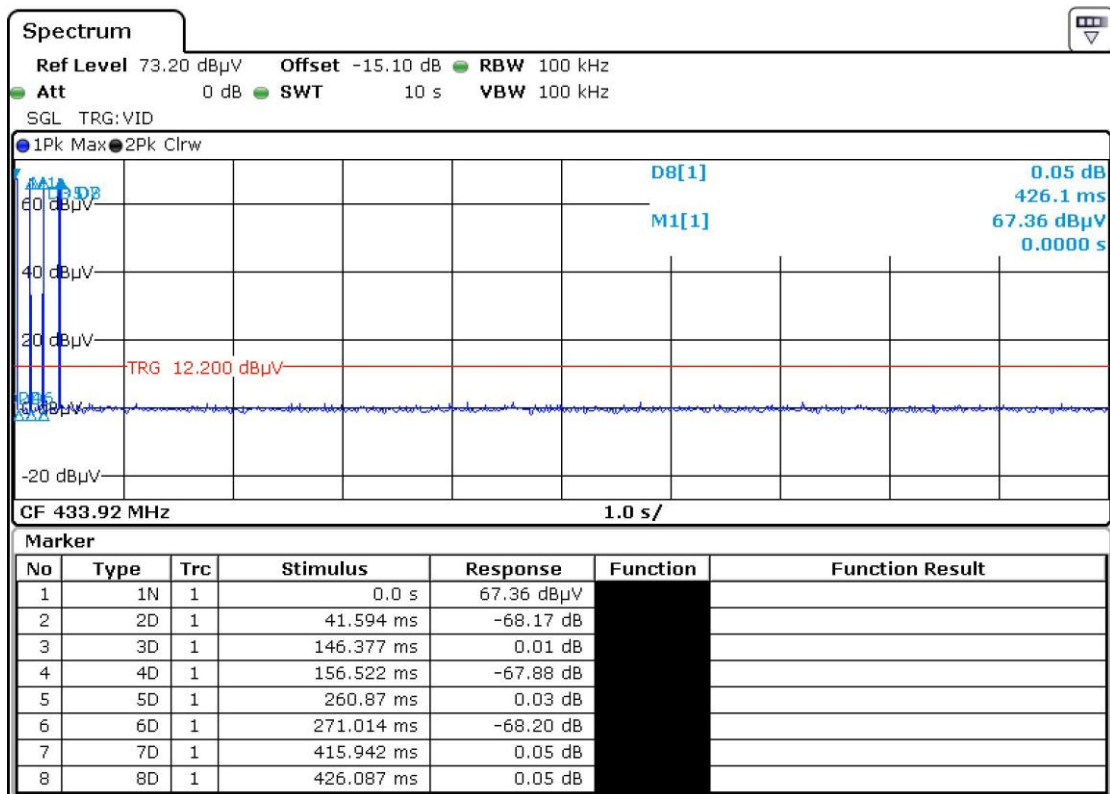 Spectrum
Ref Level 73.20 dBµV Offset -15.10 dB RBW 100 kHz
Att 0 dB SWT 10 s VBW 100 kHz
SGL TRG:VID
1Pk Max 2Pk Clrw
D8[1] 0.05 dB
426.1 ms
M1[1] 67.36 dBµV
0.0000 s
60 dBµV
40 dBµV
20 dBµV
TRG 12.200 dBµV
0 dBµV
-20 dBµV
CF 433.92 MHz 1.0 s/
Marker
No Type Trc Stimulus Response Function Function Result
1 1N 1 0.0 s 67.36 dBµV
2 2D 1 41.594 ms -68.17 dB
3 3D 1 146.377 ms 0.01 dB
4 4D 1 156.522 ms -67.88 dB
5 5D 1 260.87 ms 0.03 dB
6 6D 1 271.014 ms -68.20 dB
7 7D 1 415.942 ms 0.05 dB
8 8D 1 426.087 ms 0.05 dB